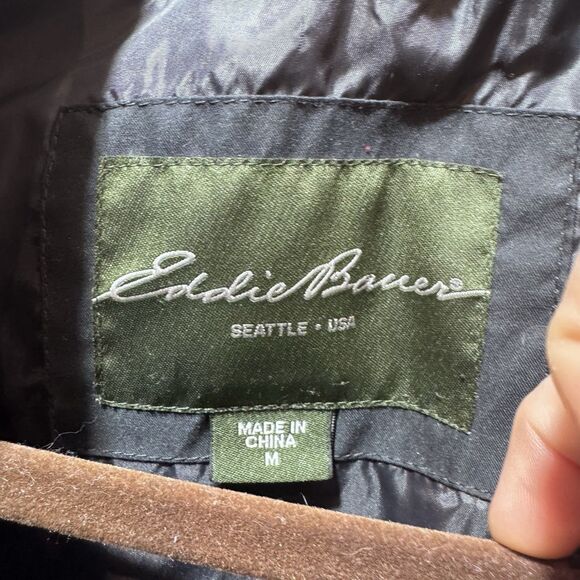 Eddie Bauer®
SEATTLE • USA
MADE IN
CHINA
M